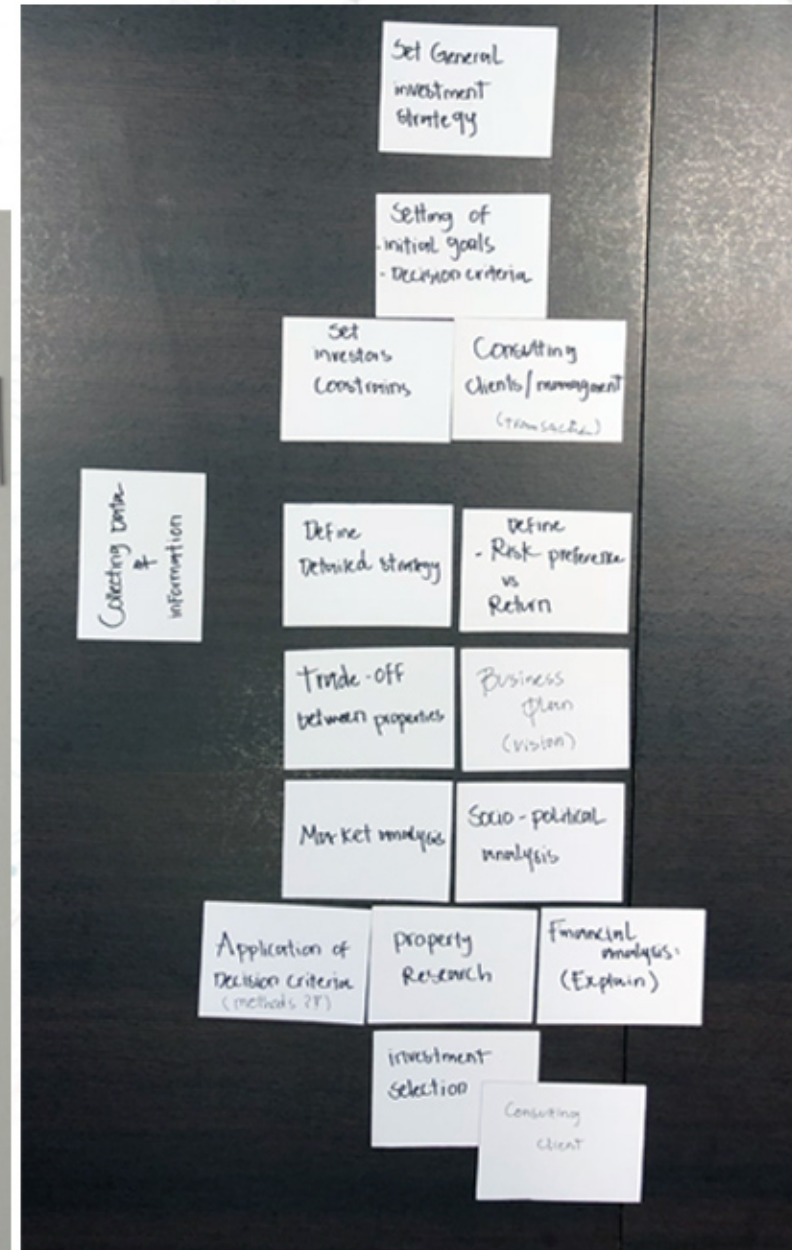 Set General
investment
strategy
Setting of
- initial goals
- Decision criteria
Set
investors
Constrains
Consulting
clients/managment
(transaction)
Collecting Data
&
information
Define
Detailed strategy
Define
- Risk preference
vs
Return
Trade-off
between properties
Business
plan
(vision)
Market analysis
Socio-political
analysis
Application of
Decision criteria
(methods ??)
property
Research
Financial
analysis:
(Explain)
investment
selection
Consulting
client